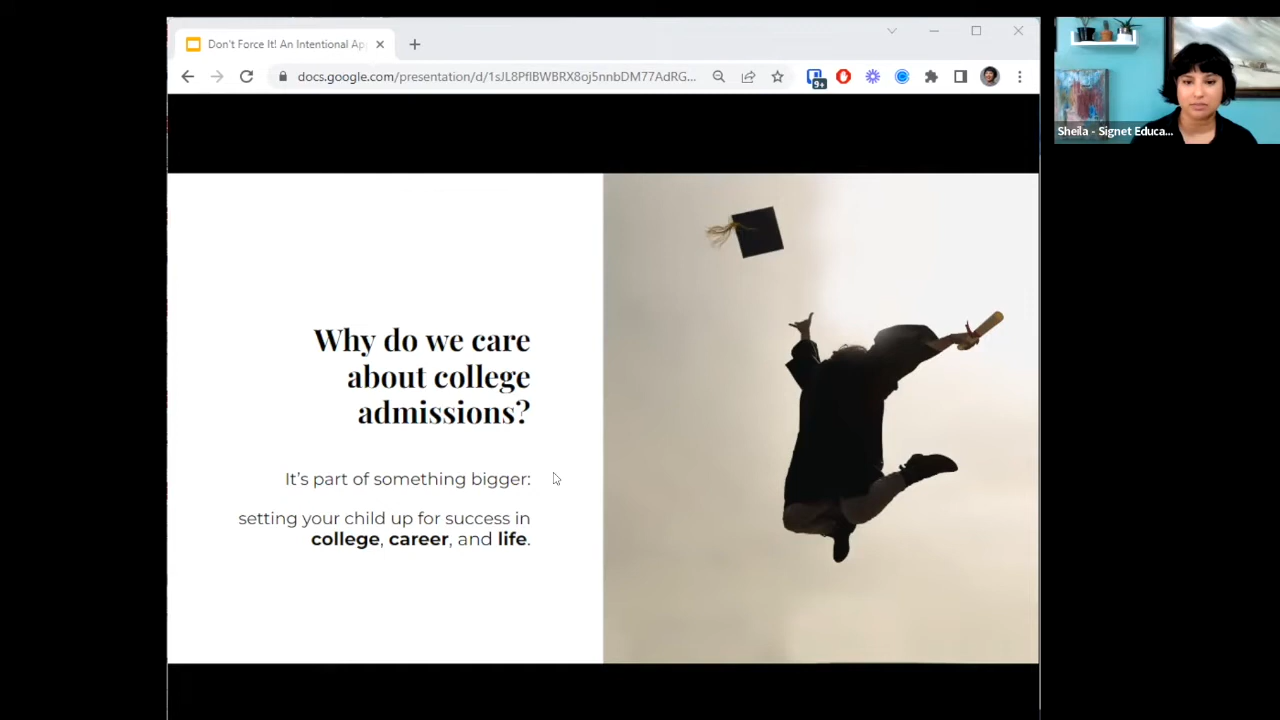 Don't Force It! An Intentional Ap
docs.google.com/presentation/d/1sJL8PflBWBRX8oj5nnbDM77AdRG...
9+
Sheila - Signet Educa...
Why do we care
about college
admissions?
It's part of something bigger:
setting your child up for success in
college, career, and life.